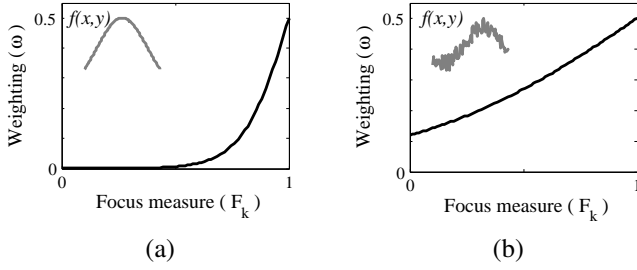 f(x,y)
0.5
Weighting (ω)
0
0
1
Focus measure ( F_k )
(a)
f(x,y)
0.5
Weighting (ω)
0
0
1
Focus measure ( F_k )
(b)